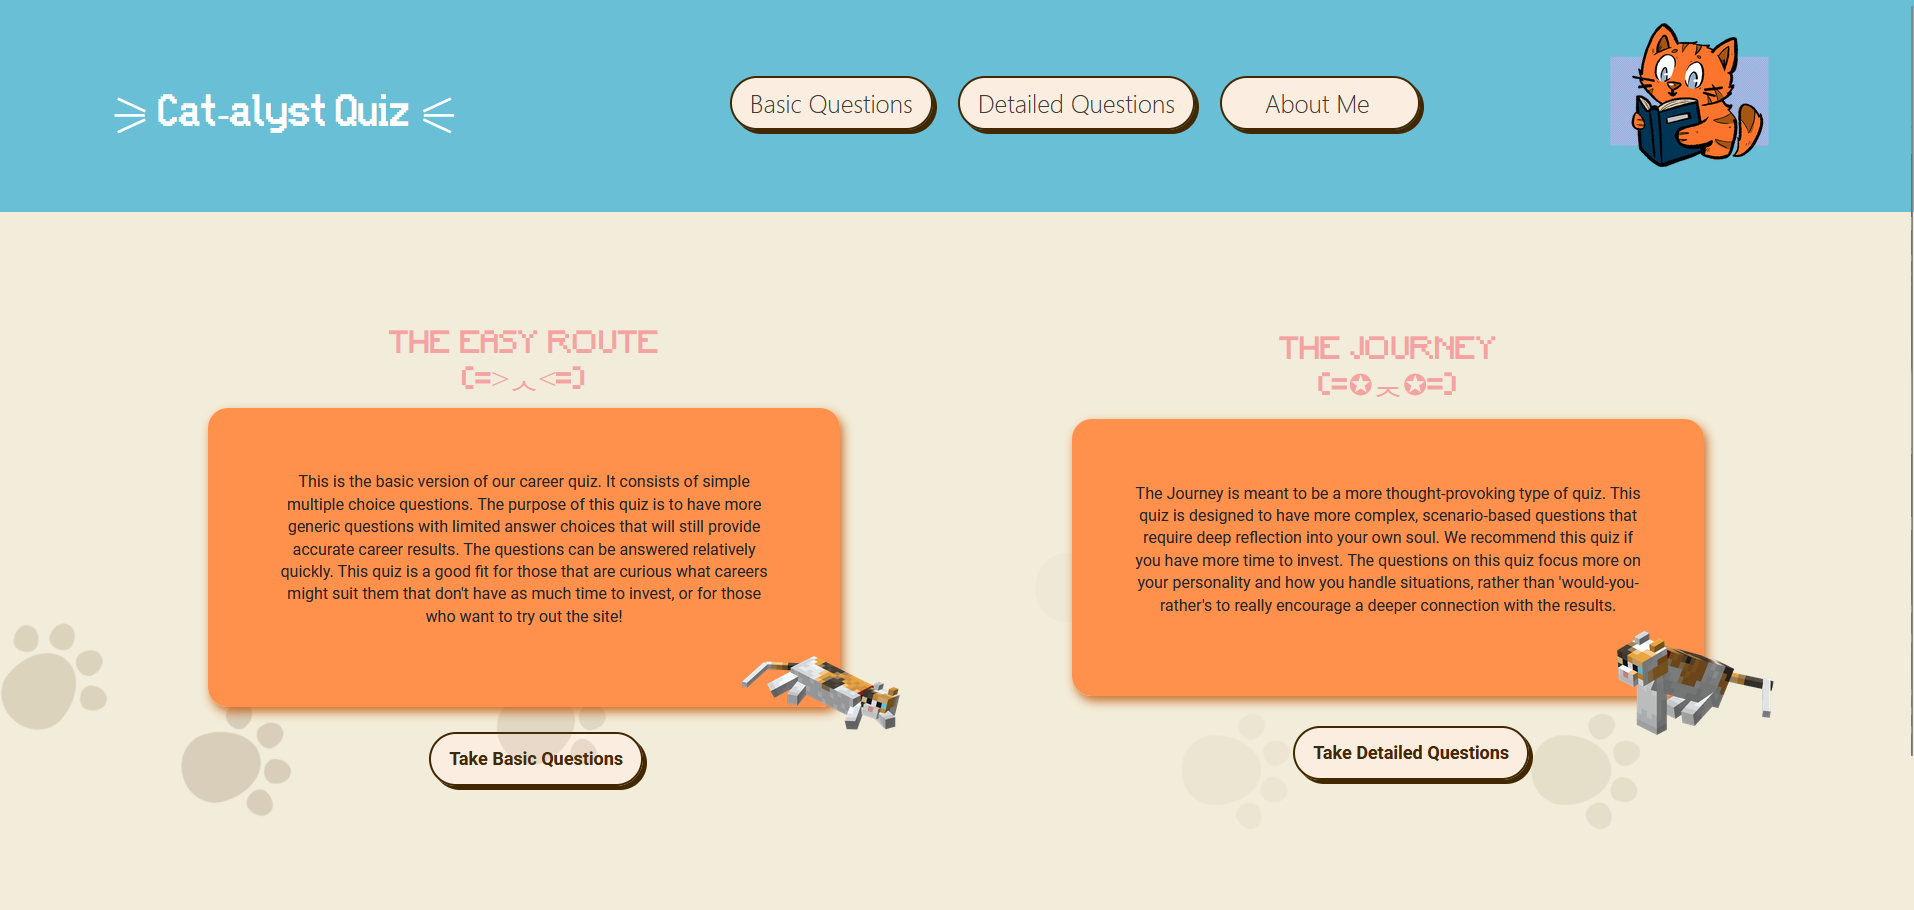 Cat-alyst Quiz
Basic Questions
Detailed Questions
About Me
THE EASY ROUTE
(=>ㅅ<=)
This is the basic version of our career quiz. It consists of simple
multiple choice questions. The purpose of this quiz is to have more
generic questions with limited answer choices that will still provide
accurate career results. The questions can be answered relatively
quickly. This quiz is a good fit for those that are curious what careers
might suit them that don't have as much time to invest, or for those
who want to try out the site!
Take Basic Questions
THE JOURNEY
(=✪ㅈ✪=)
The Journey is meant to be a more thought-provoking type of quiz. This
quiz is designed to have more complex, scenario-based questions that
require deep reflection into your own soul. We recommend this quiz if
you have more time to invest. The questions on this quiz focus more on
your personality and how you handle situations, rather than 'would-you-
rather's to really encourage a deeper connection with the results.
Take Detailed Questions